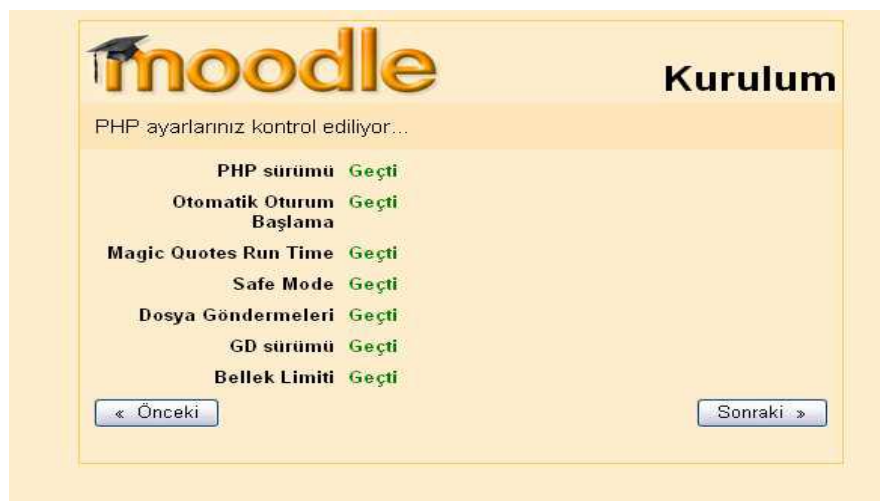 moodle
Kurulum
PHP ayarlarınız kontrol ediliyor...
PHP sürümü Geçti
Otomatik Oturum Geçti
Başlama
Magic Quotes Run Time Geçti
Safe Mode Geçti
Dosya Göndermeleri Geçti
GD sürümü Geçti
Bellek Limiti Geçti
« Önceki
Sonraki »